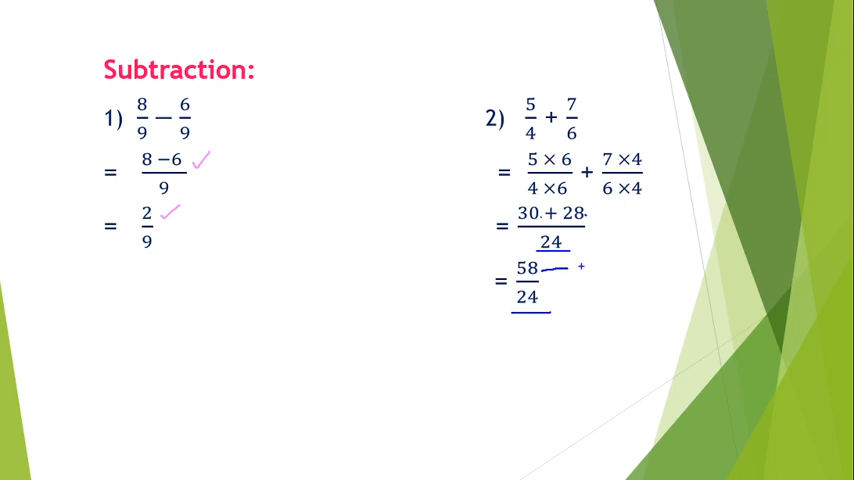 Subtraction:
1) 8/9 − 6/9
= 8 −6/9
= 2/9
2) 5/4 + 7/6
= 5 × 6/4 ×6 + 7 ×4/6 ×4
= 30 + 28/24
= 58/24